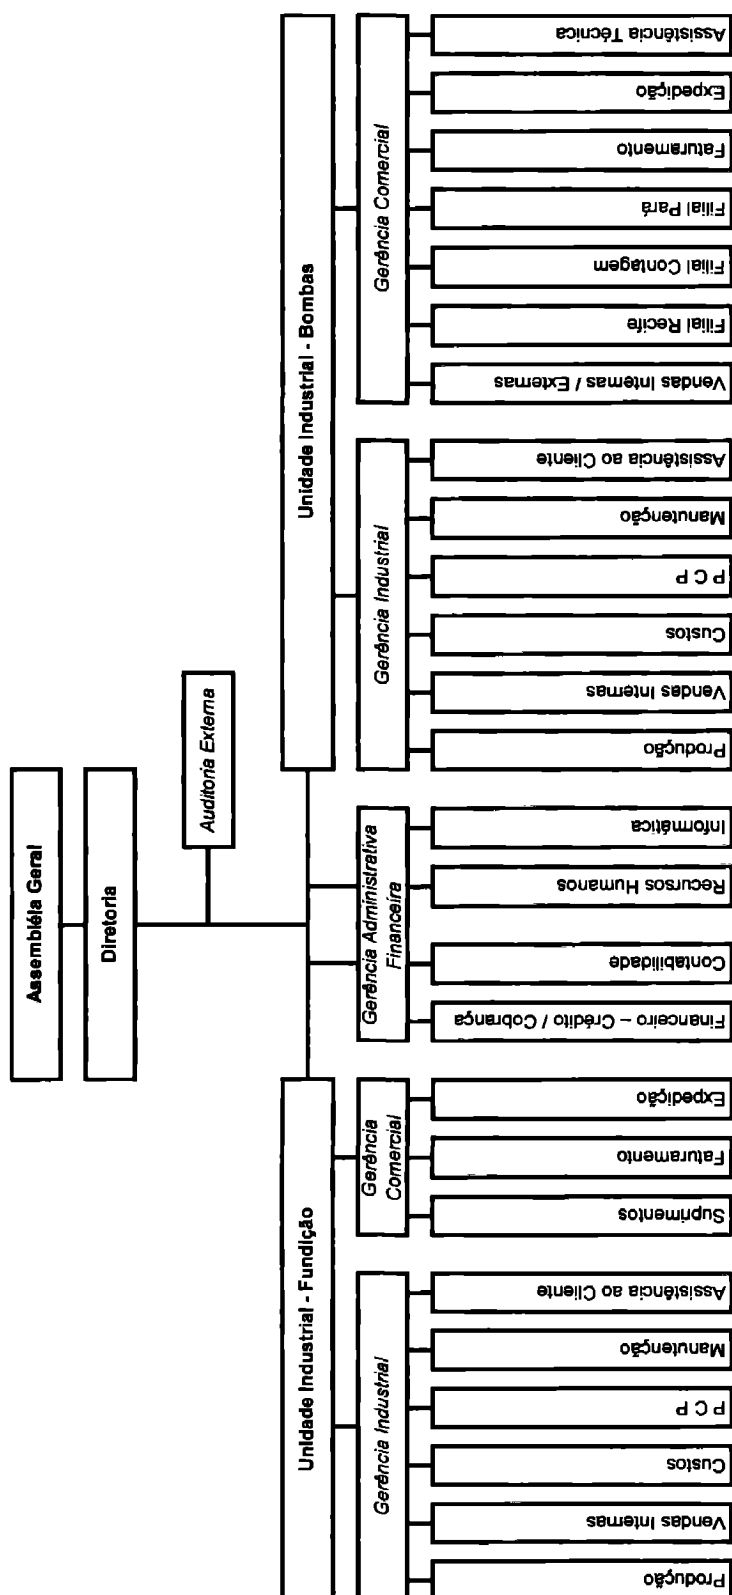 Assembléia Geral
Diretoria
Auditoria Externa
Unidade Industrial - Fundição
Unidade Industrial - Bombas
Gerência Industrial
Gerência
Comercial
Gerência Administrativa
Financeira
Gerência Industrial
Gerência Comercial
Produção
Vendas Internas
Custos
P C P
Manutenção
Assistência ao Cliente
Suprimentos
Faturamento
Expedição
Financeiro – Crédito / Cobrança
Contabilidade
Recursos Humanos
Informática
Produção
Vendas Internas
Custos
P C P
Manutenção
Assistência ao Cliente
Vendas Internas / Externas
Filial Recife
Filial Contagem
Filial Pará
Faturamento
Expedição
Assistência Técnica